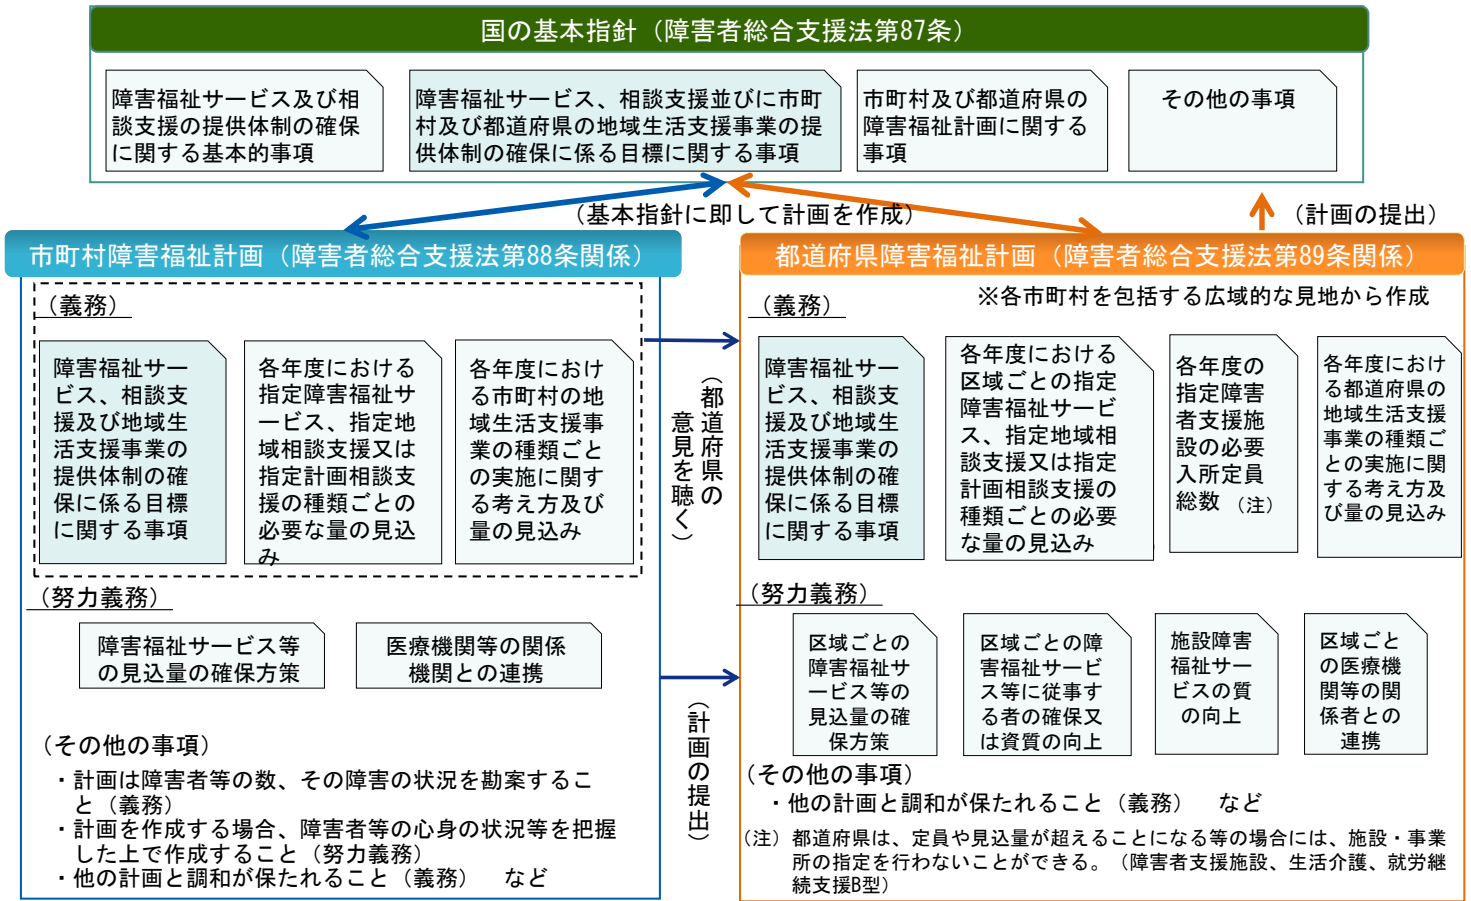 国の基本指針（障害者総合支援法第87条）
障害福祉サービス及び相
談支援の提供体制の確保
に関する基本的事項
障害福祉サービス、相談支援並びに市町
村及び都道府県の地域生活支援事業の提
供体制の確保に係る目標に関する事項
市町村及び都道府県の
障害福祉計画に関する
事項
その他の事項
（基本指針に即して計画を作成）
（計画の提出）
市町村障害福祉計画（障害者総合支援法第88条関係）
（義務）
障害福祉サー
ビス、相談支
援及び地域生
活支援事業の
提供体制の確
保に係る目標
に関する事項
各年度における
指定障害福祉サ
ービス、指定地
域相談支援又は
指定計画相談支
援の種類ごとの
必要な量の見込
み
各年度におけ
る市町村の地
域生活支援事
業の種類ごと
の実施に関す
る考え方及び
量の見込み
（努力義務）
障害福祉サービス等
の見込量の確保方策
医療機関等の関係
機関との連携
（その他の事項）
・計画は障害者等の数、その障害の状況を勘案するこ
と（義務）
・計画を作成する場合、障害者等の心身の状況等を把握
した上で作成すること（努力義務）
・他の計画と調和が保たれること（義務）　など
（都道府県の
意見を聴く）
（計画の提出）
都道府県障害福祉計画（障害者総合支援法第89条関係）
※各市町村を包括する広域的な見地から作成
（義務）
障害福祉サー
ビス、相談支
援及び地域生
活支援事業の
提供体制の確
保に係る目標
に関する事項
各年度における
区域ごとの指定
障害福祉サービ
ス、指定地域相
談支援又は指定
計画相談支援の
種類ごとの必要
な量の見込み
各年度の
指定障害
者支援施
設の必要
入所定員
総数（注）
各年度におけ
る都道府県の
地域生活支援
事業の種類ご
との実施に関
する考え方及
び量の見込み
（努力義務）
区域ごとの
障害福祉サ
ービス等の
見込量の確
保方策
区域ごとの障
害福祉サービ
ス等に従事す
る者の確保又
は資質の向上
施設障害
福祉サー
ビスの質
の向上
区域ごと
の医療機
関等の関
係者との
連携
（その他の事項）
・他の計画と調和が保たれること（義務）　など
（注）都道府県は、定員や見込量が超えることになる等の場合には、施設・事業
所の指定を行わないことができる。（障害者支援施設、生活介護、就労継
続支援B型）